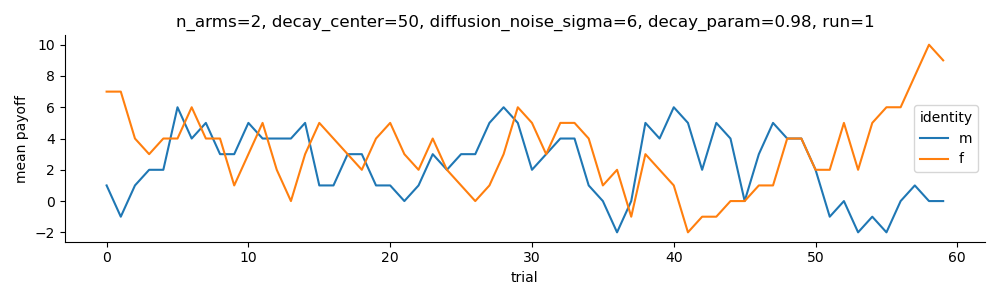 n_arms=2, decay_center=50, diffusion_noise_sigma=6, decay_param=0.98, run=1
10
8
6
4
2
0
−2
mean payoff
identity
m
f
0
10
20
30
40
50
60
trial